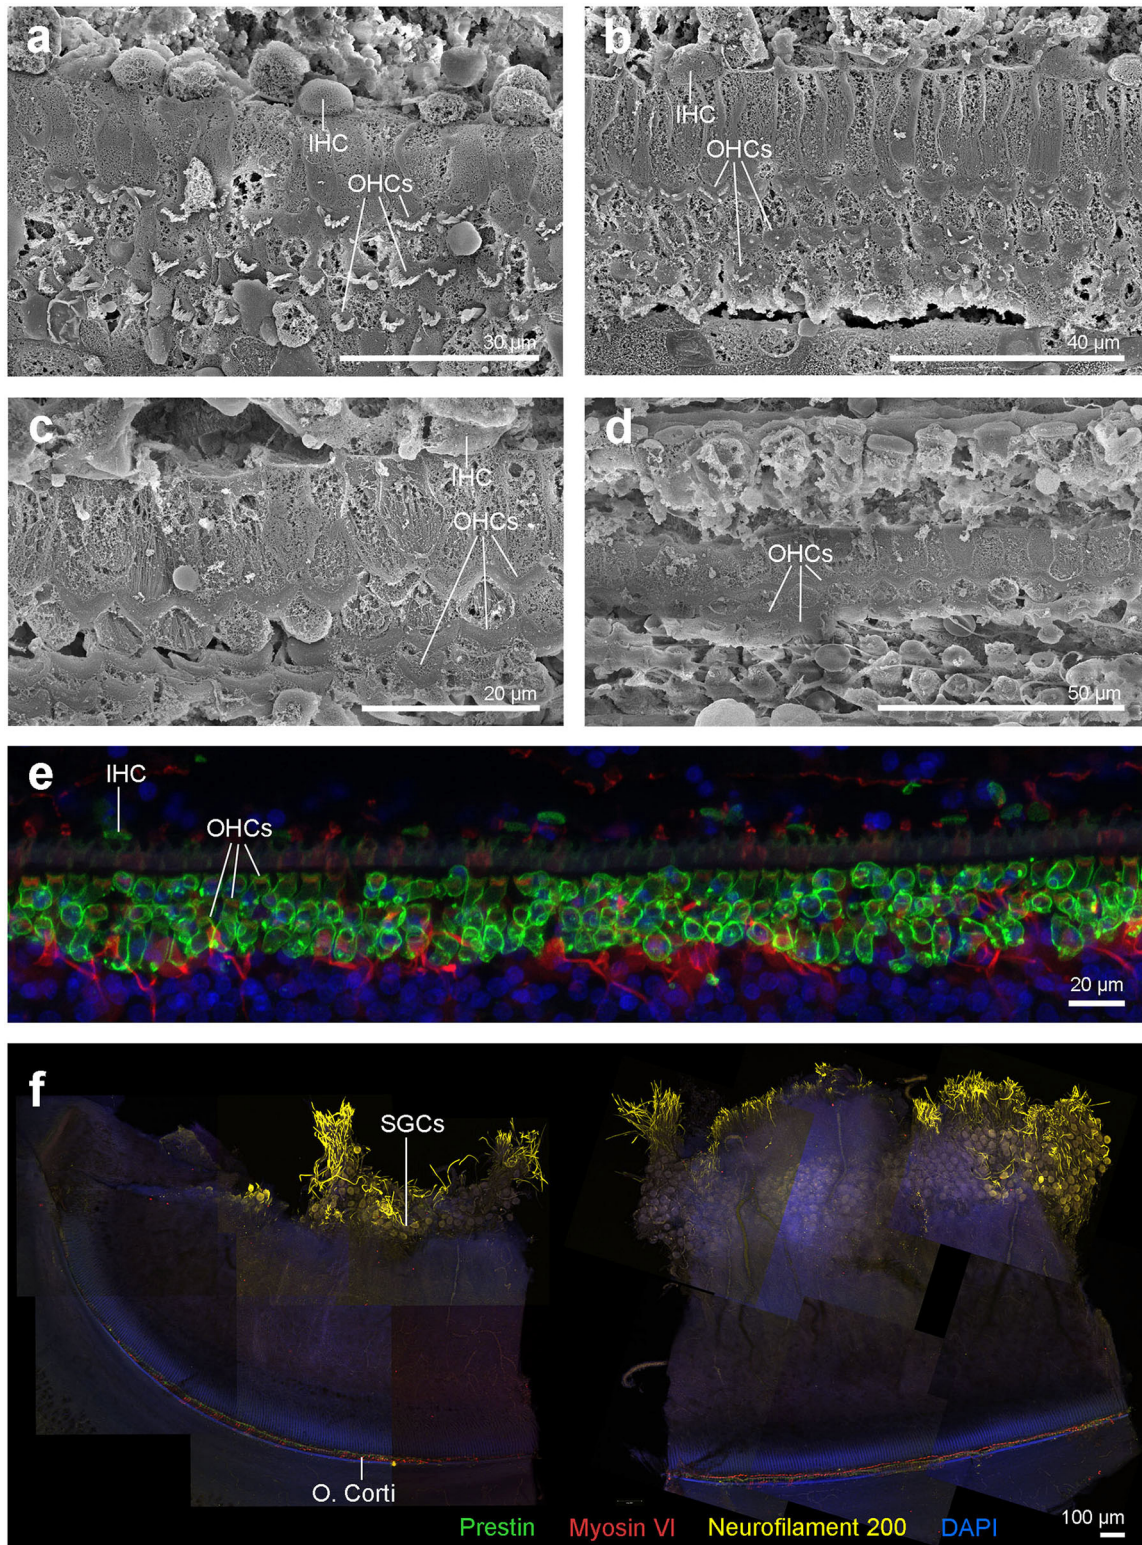 a
IHC
OHCs
30 µm
b
IHC
OHCs
40 µm
c
IHC
OHCs
20 µm
d
OHCs
50 µm
e
IHC
OHCs
20 µm
f
SGCs
O. Corti
Prestin Myosin VI Neurofilament 200 DAPI
100 µm